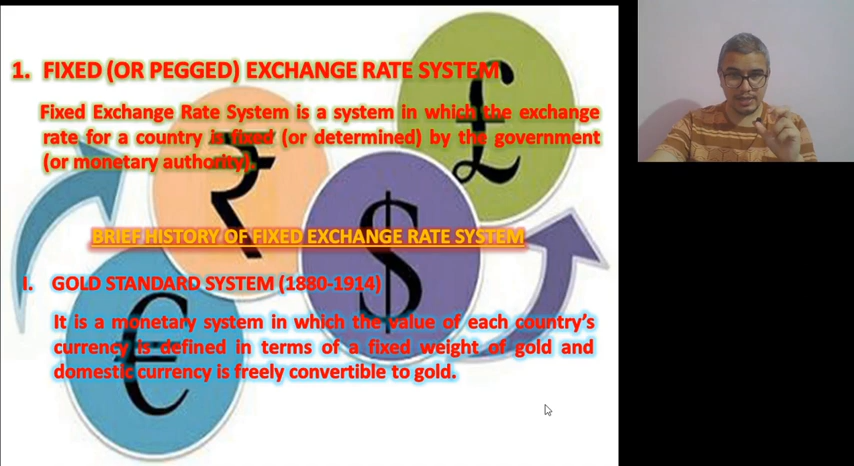 1. FIXED (OR PEGGED) EXCHANGE RATE SYSTEM
Fixed Exchange Rate System is a system in which the exchange
rate for a country is fixed (or determined) by the government
(or monetary authority).
BRIEF HISTORY OF FIXED EXCHANGE RATE SYSTEM
I. GOLD STANDARD SYSTEM (1880-1914)
It is a monetary system in which the value of each country's
currency is defined in terms of a fixed weight of gold and
domestic currency is freely convertible to gold.